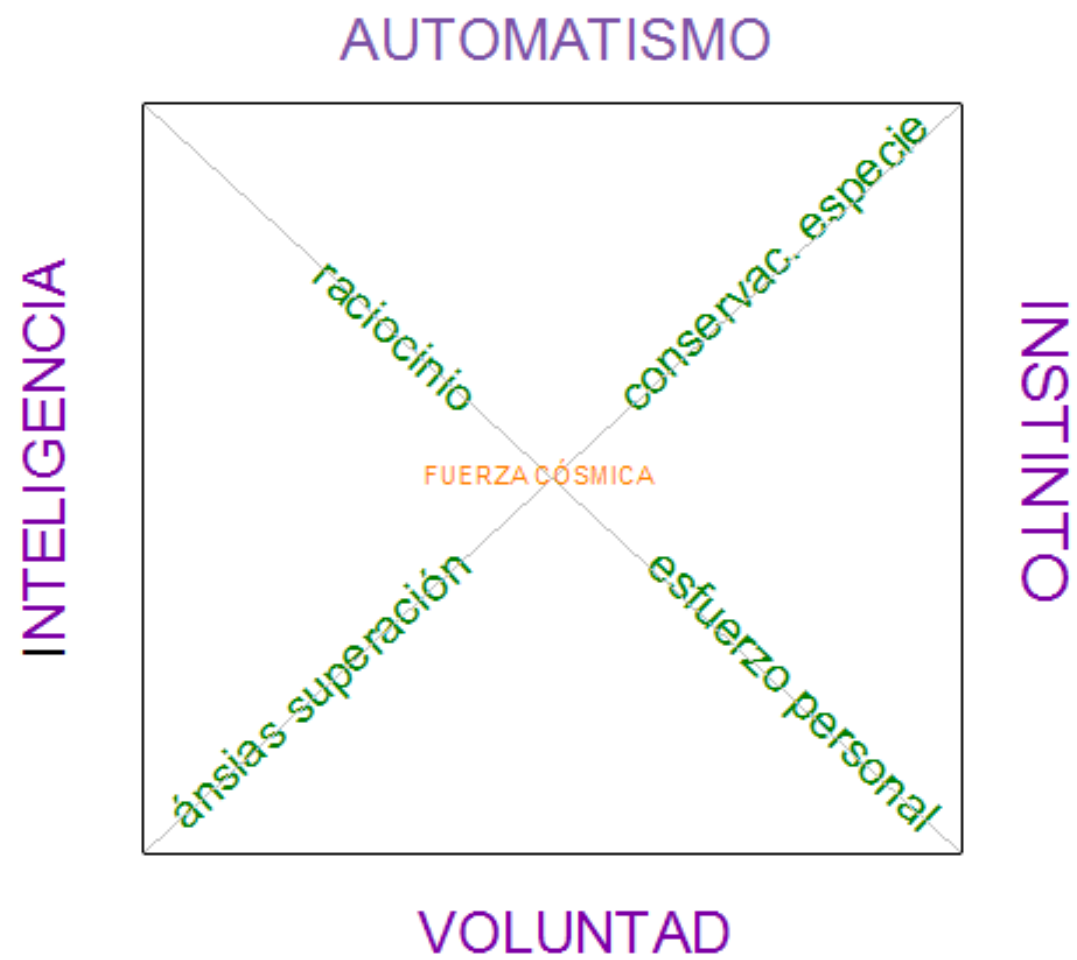 AUTOMATISMO
conservac. especie
raciocinio
INTELIGENCIA
INSTINTO
FUERZA CÓSMICA
ánsias superación
esfuerzo personal
VOLUNTAD